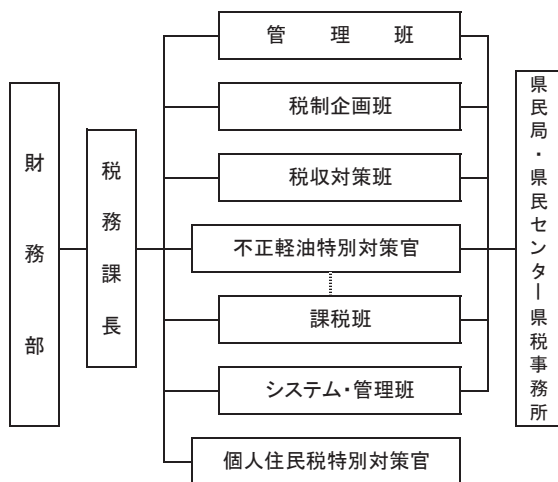 財務部
税務課長
管理班
税制企画班
税収対策班
不正軽油特別対策官
課税班
システム・管理班
個人住民税特別対策官
県民局・県民センター県税事務所